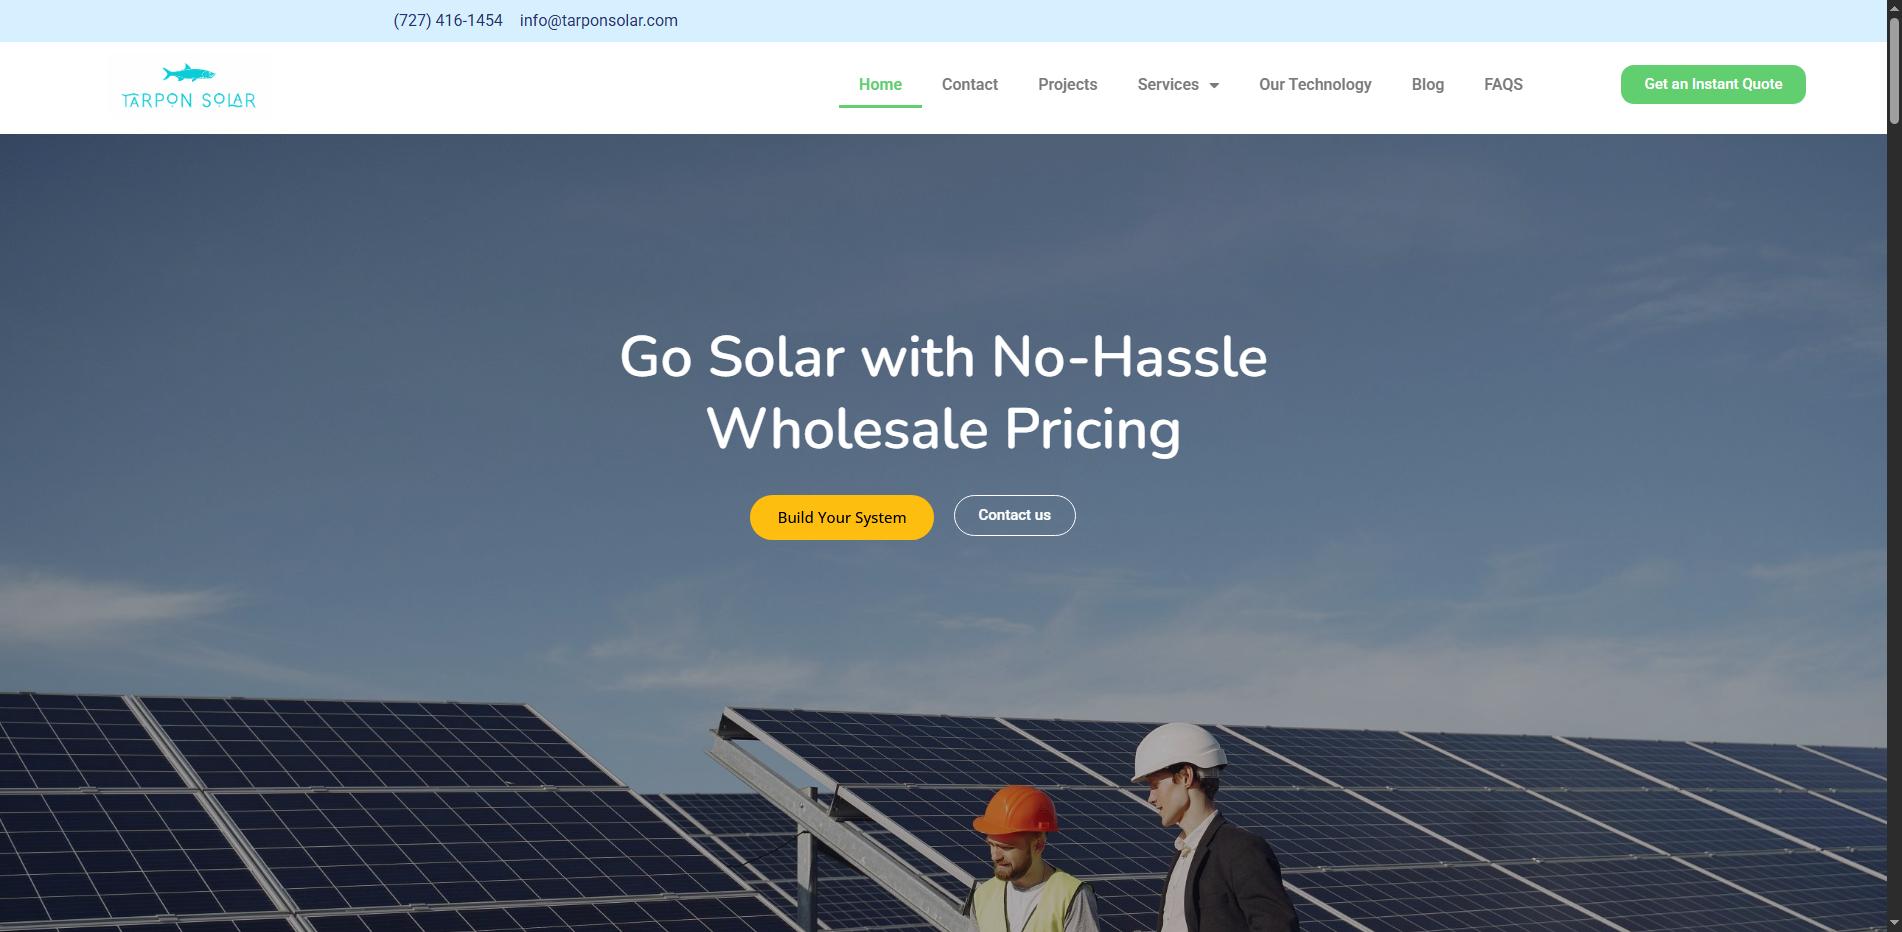 (727) 416-1454 info@tarponsolar.com
TARPON SOLAR
Home Contact Projects Services Our Technology Blog FAQS Get an Instant Quote
Go Solar with No-Hassle
Wholesale Pricing
Build Your System Contact us